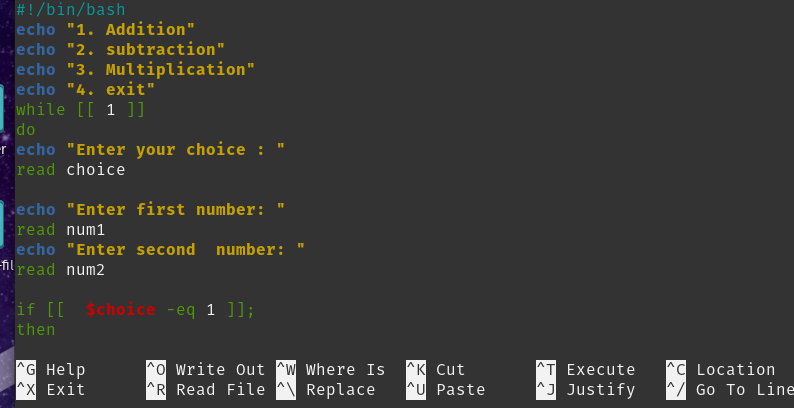 #!/bin/bash
echo "1. Addition"
echo "2. subtraction"
echo "3. Multiplication"
echo "4. exit"
while [[ 1 ]]
do
echo "Enter your choice : "
read choice
echo "Enter first number: "
read num1
echo "Enter second  number: "
read num2
if [[  $choice -eq 1 ]];
then
^G Help ^O Write Out ^W Where Is ^K Cut ^T Execute ^C Location
^X Exit ^R Read File ^\ Replace ^U Paste ^J Justify ^/ Go To Line